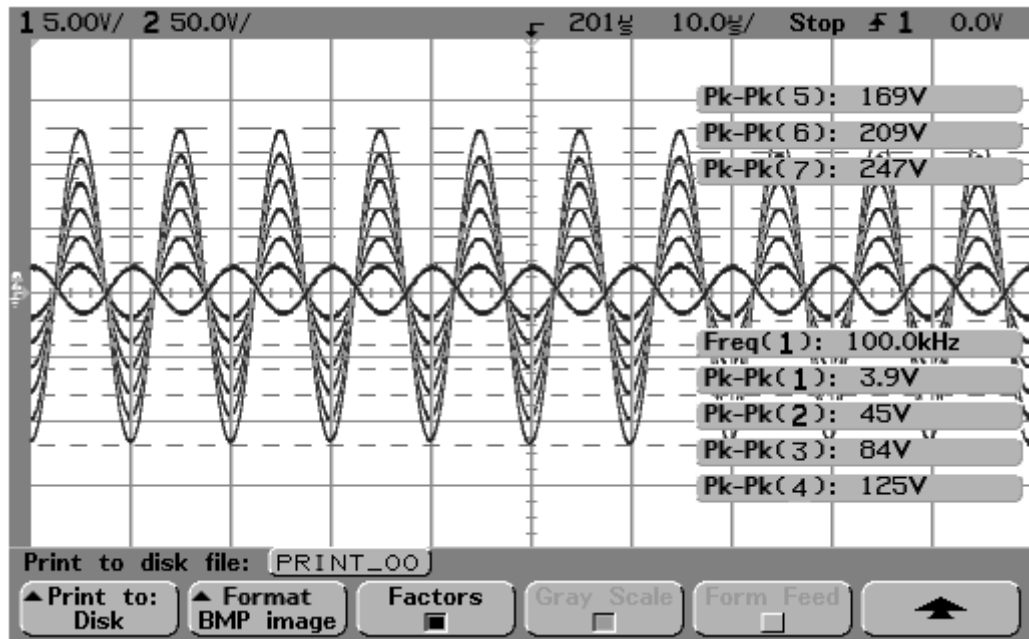 1 5.00V/ 2 50.0V/ 201µs 10.0µs/ Stop 1 0.0V
Pk-Pk(5): 169V
Pk-Pk(6): 209V
Pk-Pk(7): 247V
Freq(1): 100.0kHz
Pk-Pk(1): 3.9V
Pk-Pk(2): 45V
Pk-Pk(3): 84V
Pk-Pk(4): 125V
Print to disk file: PRINT_00
Print to: Disk
Format BMP image
Factors
Gray Scale
Form Feed